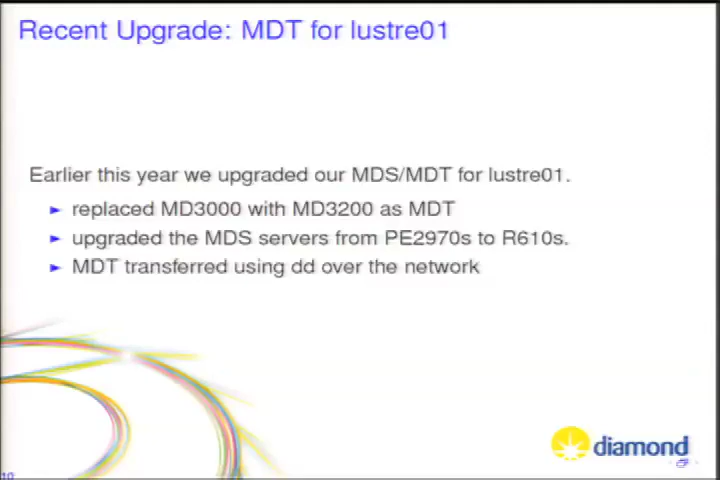 Recent Upgrade: MDT for lustre01
Earlier this year we upgraded our MDS/MDT for lustre01.
► replaced MD3000 with MD3200 as MDT
► upgraded the MDS servers from PE2970s to R610s.
► MDT transferred using dd over the network
diamond
10